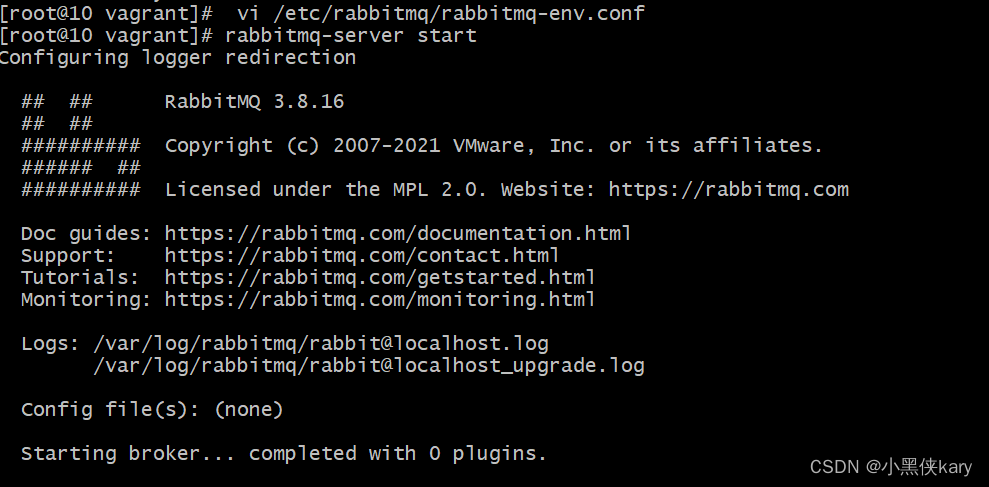 [root@10 vagrant]#  vi /etc/rabbitmq/rabbitmq-env.conf
[root@10 vagrant]# rabbitmq-server start
Configuring logger redirection
  ##  ##      RabbitMQ 3.8.16
  ##  ##
  ##########  Copyright (c) 2007-2021 VMware, Inc. or its affiliates.
  ######  ##
  ##########  Licensed under the MPL 2.0. Website: https://rabbitmq.com
  Doc guides: https://rabbitmq.com/documentation.html
  Support:    https://rabbitmq.com/contact.html
  Tutorials:  https://rabbitmq.com/getstarted.html
  Monitoring: https://rabbitmq.com/monitoring.html
  Logs: /var/log/rabbitmq/rabbit@localhost.log
        /var/log/rabbitmq/rabbit@localhost_upgrade.log
  Config file(s): (none)
  Starting broker... completed with 0 plugins.
CSDN @小黑侠kary